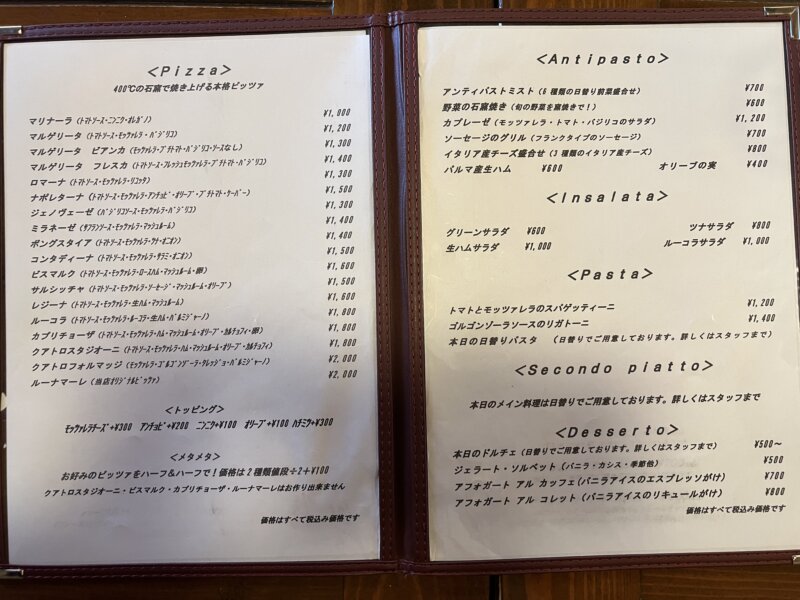 <Pizza>
400℃の石窯で焼き上げる本格ピッツァ
マリナーラ (ﾄﾏﾄｿｰｽ・ﾆﾝﾆｸ・ｵﾚｶﾞﾉ) ¥1,000
マルゲリータ (ﾄﾏﾄｿｰｽ・ﾓｯﾂｧﾚﾗ・ﾊﾞｼﾞﾘｺ) ¥1,200
マルゲリータ ビアンカ (ﾓｯﾂｧﾚﾗ・ﾌﾟﾁﾄﾏﾄ・ﾊﾞｼﾞﾘｺ・ｿｰｽなし) ¥1,300
マルゲリータ フレスカ (ﾄﾏﾄｿｰｽ・ﾌﾚｯｼｭﾓｯﾂｧﾚﾗ・ﾌﾟﾁﾄﾏﾄ・ﾊﾞｼﾞﾘｺ) ¥1,400
ロマーナ (ﾄﾏﾄｿｰｽ・ﾓｯﾂｧﾚﾗ・ﾘｺｯﾀ) ¥1,300
ナポレターナ (ﾄﾏﾄｿｰｽ・ﾓｯﾂｧﾚﾗ・ｱﾝﾁｮﾋﾞ・ｵﾘｰﾌﾞ・ﾌﾟﾁﾄﾏﾄ・ｹｰﾊﾟｰ) ¥1,500
ジェノヴェーゼ (ﾊﾞｼﾞﾘｺｿｰｽ・ﾓｯﾂｧﾚﾗ・ﾊﾞｼﾞﾘｺ) ¥1,300
ミラネーゼ (ｻﾌﾗﾝｿｰｽ・ﾓｯﾂｧﾚﾗ・ﾏｯｼｭﾙｰﾑ) ¥1,400
ボングスタイア (ﾄﾏﾄｿｰｽ・ﾓｯﾂｧﾚﾗ・ﾂﾅ・ｵﾆｵﾝ) ¥1,400
コンタディーナ (ﾄﾏﾄｿｰｽ・ﾓｯﾂｧﾚﾗ・ｻﾗﾐ・ｵﾆｵﾝ) ¥1,500
ビスマルク (ﾄﾏﾄｿｰｽ・ﾓｯﾂｧﾚﾗ・ﾛｰｽﾊﾑ・ﾏｯｼｭﾙｰﾑ・卵) ¥1,600
サルシッチャ (ﾄﾏﾄｿｰｽ・ﾓｯﾂｧﾚﾗ・ｿｰｾｰｼﾞ・ﾏｯｼｭﾙｰﾑ・ｵﾘｰﾌﾞ) ¥1,500
レジーナ (ﾄﾏﾄｿｰｽ・ﾓｯﾂｧﾚﾗ・生ﾊﾑ・ﾏｯｼｭﾙｰﾑ) ¥1,600
ルーコラ (ﾄﾏﾄｿｰｽ・ﾓｯﾂｧﾚﾗ・ﾙｰｺﾗ・生ﾊﾑ・ﾊﾟﾙﾐｼﾞｬｰﾉ) ¥1,800
カプリチョーザ (ﾄﾏﾄｿｰｽ・ﾓｯﾂｧﾚﾗ・ﾊﾑ・ﾏｯｼｭﾙｰﾑ・ｵﾘｰﾌﾞ・ｶﾙﾁｮﾌｨ・卵) ¥1,800
クアトロスタジオーニ (ﾄﾏﾄｿｰｽ・ﾓｯﾂｧﾚﾗ・ﾊﾑ・ﾏｯｼｭﾙｰﾑ・ｵﾘｰﾌﾞ・ｶﾙﾁｮﾌｨ) ¥1,800
クアトロフォルマッジ (ﾓｯﾂｧﾚﾗ・ｺﾞﾙｺﾞﾝｿﾞｰﾗ・ﾀﾚｯｼﾞｮ・ﾊﾟﾙﾐｼﾞｬｰﾉ) ¥2,000
ルーナマーレ (当店ｵﾘｼﾞﾅﾙﾋﾟｯﾂｧ) ¥2,000
<トッピング>
ﾓｯﾂｧﾚﾗﾁｰｽﾞ+¥300 ｱﾝﾁｮﾋﾞ+¥200 ﾆﾝﾆｸ+¥100 ｵﾘｰﾌﾞ+¥100 ﾊﾁﾐﾂ+¥300
<メタメタ>
お好みのピッツァをハーフ&ハーフで！価格は２種類値段÷2+¥100
クアトロスタジオーニ・ビスマルク・カプリチョーザ・ルーナマーレはお作り出来ません
価格はすべて税込み価格です
<Antipasto>
アンティパストミスト (6 種類の日替り前菜盛合せ) ¥700
野菜の石窯焼き (旬の野菜を窯焼きで！) ¥600
カプレーゼ (モッツァレラ・トマト・バジリコのサラダ) ¥1,200
ソーセージのグリル (フランクタイプのソーセージ) ¥700
イタリア産チーズ盛合せ (3 種類のイタリア産チーズ) ¥800
パルマ産生ハム ¥600 オリーブの実 ¥400
<Insalata>
グリーンサラダ ¥600 ツナサラダ ¥800
生ハムサラダ ¥1,000 ルーコラサラダ ¥1,000
<Pasta>
トマトとモッツァレラのスパゲッティーニ ¥1,200
ゴルゴンゾーラソースのリガトーニ ¥1,400
本日の日替りパスタ （日替りでご用意しております。詳しくはスタッフまで）
<Secondo piatto>
本日のメイン料理は日替りでご用意しております。詳しくはスタッフまで
<Desserto>
本日のドルチェ (日替りでご用意しております。詳しくはスタッフまで) ¥500～
ジェラート・ソルベット (バニラ・カシス・季節他) ¥500
アフォガート アル カッフェ(バニラアイスのエスプレッソがけ) ¥700
アフォガート アル コレット (バニラアイスのリキュールがけ) ¥800
価格はすべて税込み価格です